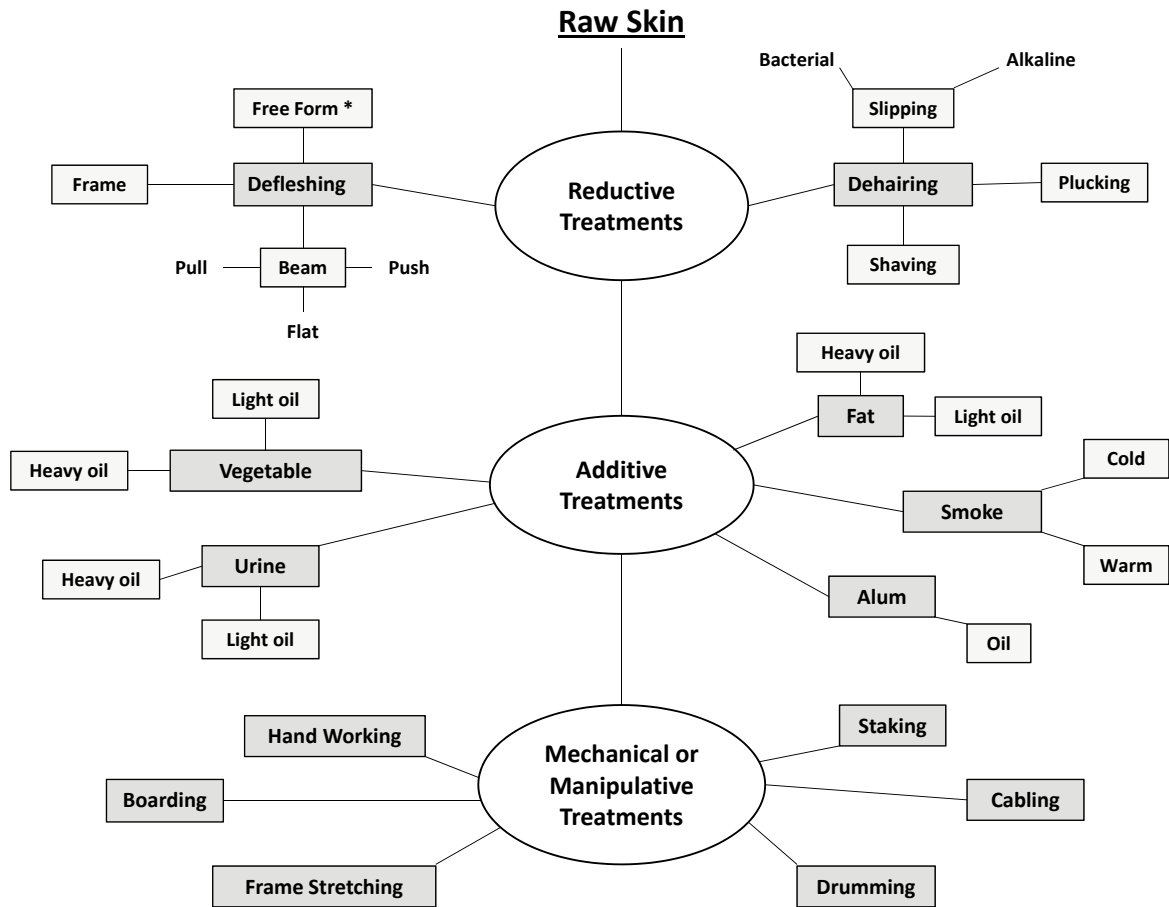 Raw Skin
Bacterial
Alkaline
Free Form *
Slipping
Frame
Defleshing
Reductive
Treatments
Dehairing
Plucking
Pull
Beam
Push
Shaving
Flat
Heavy oil
Light oil
Fat
Light oil
Heavy oil
Vegetable
Additive
Treatments
Cold
Smoke
Urine
Heavy oil
Warm
Alum
Light oil
Oil
Hand Working
Staking
Mechanical or
Manipulative
Treatments
Boarding
Cabling
Frame Stretching
Drumming